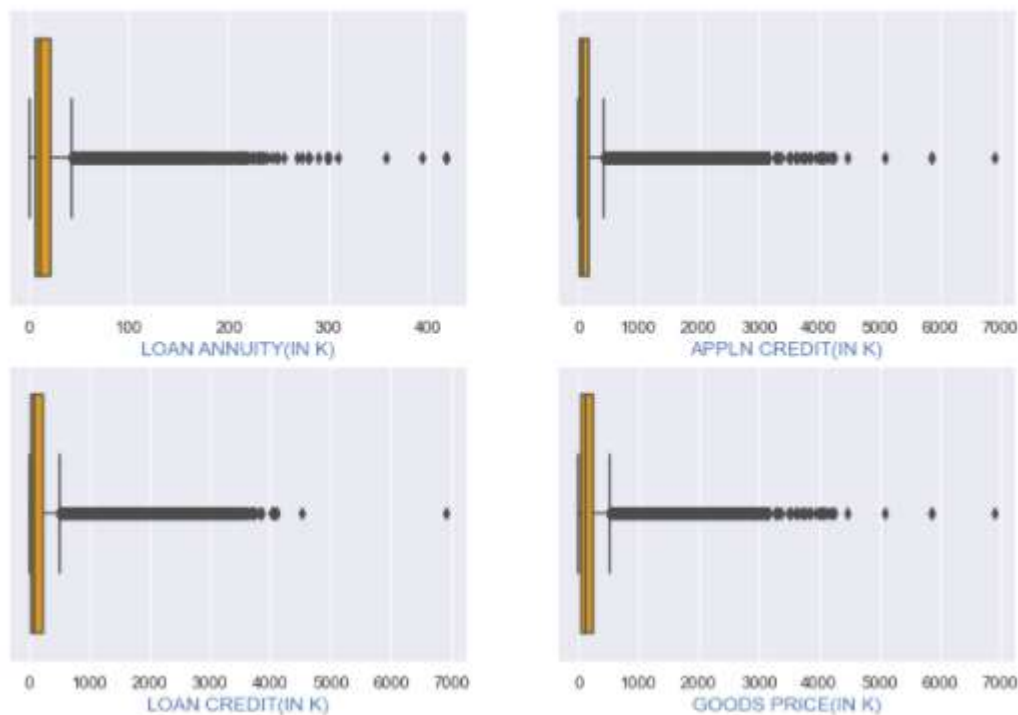 0 100 200 300 400
LOAN ANNUITY(IN K)
0 1000 2000 3000 4000 5000 6000 7000
APPLN CREDIT(IN K)
0 1000 2000 3000 4000 5000 6000 7000
LOAN CREDIT(IN K)
0 1000 2000 3000 4000 5000 6000 7000
GOODS PRICE(IN K)